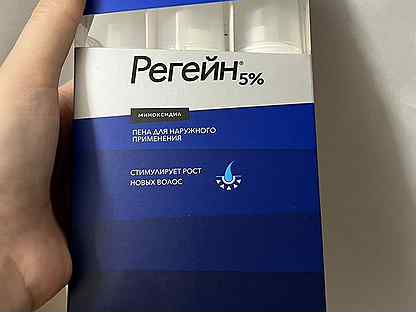 Регейн® 5%
МИНОКСИДИЛ
ПЕНА ДЛЯ НАРУЖНОГО
ПРИМЕНЕНИЯ
СТИМУЛИРУЕТ РОСТ
НОВЫХ ВОЛОС